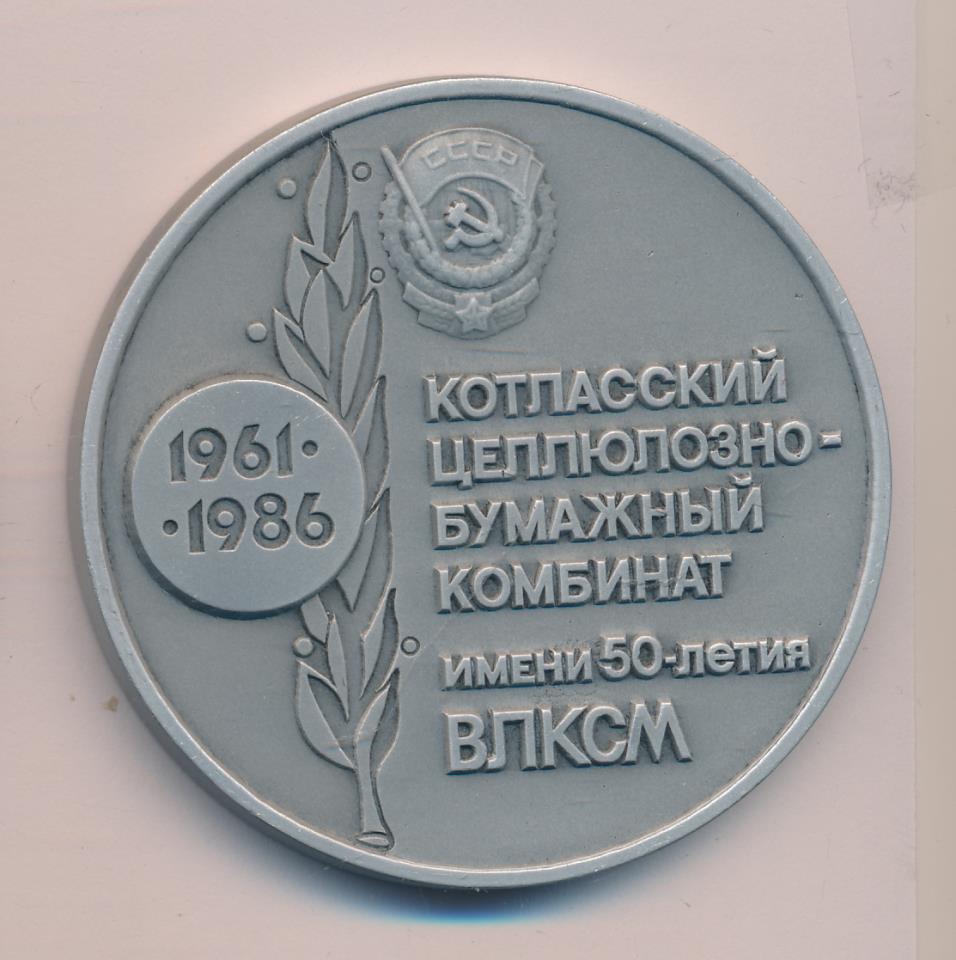 СССР
1961·
·1986
КОТЛАССКИЙ
ЦЕЛЛЮЛОЗНО-
БУМАЖНЫЙ
КОМБИНАТ
имени 50-летия
ВЛКСМ